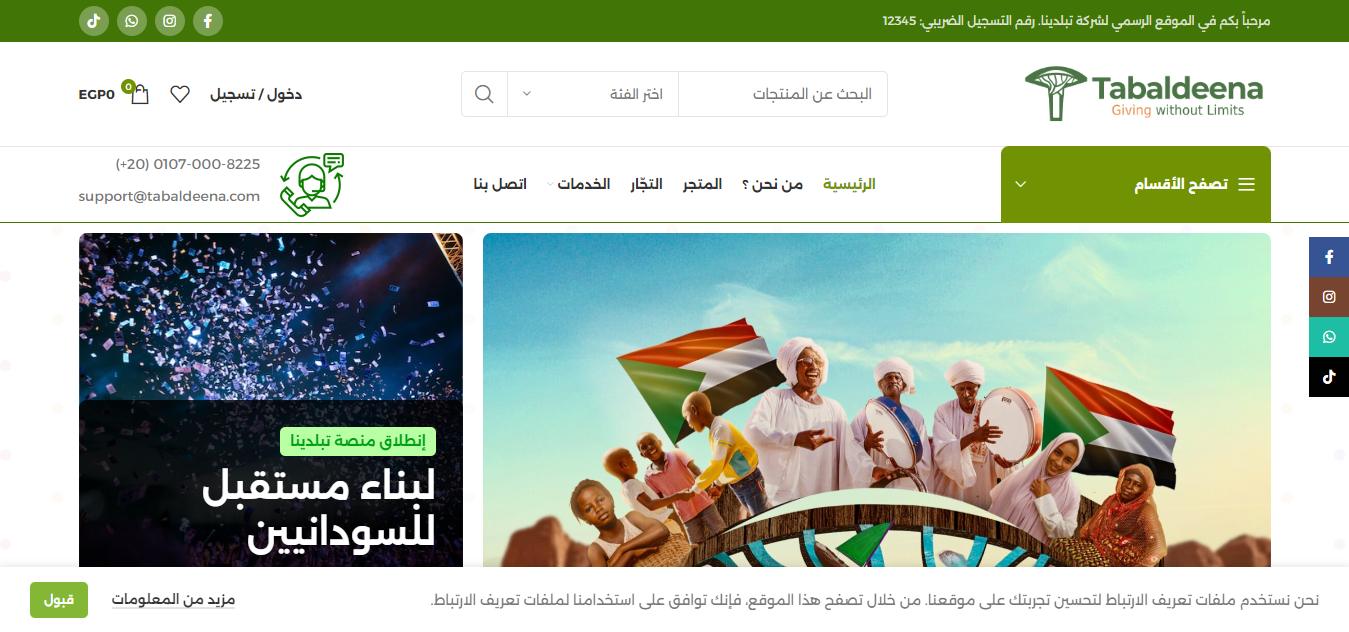 مرحباً بكم في الموقع الرسمي لشركة تبلدينا. رقم التسجيل الضريبي: 12345
Tabaldeena
Giving without Limits
البحث عن المنتجات
اختر الفئة
دخول / تسجيل
0
EGP0
تصفح الأقسام
الرئيسية
من نحن ؟
المتجر
التجّار
الخدمات
اتصل بنا
(+20) 0107-000-8225
support@tabaldeena.com
إنطلاق منصة تبلدينا
لبناء مستقبل
للسودانيين
نحن نستخدم ملفات تعريف الارتباط لتحسين تجربتك على موقعنا. من خلال تصفح هذا الموقع، فإنك توافق على استخدامنا لملفات تعريف الارتباط.
مزيد من المعلومات
قبول